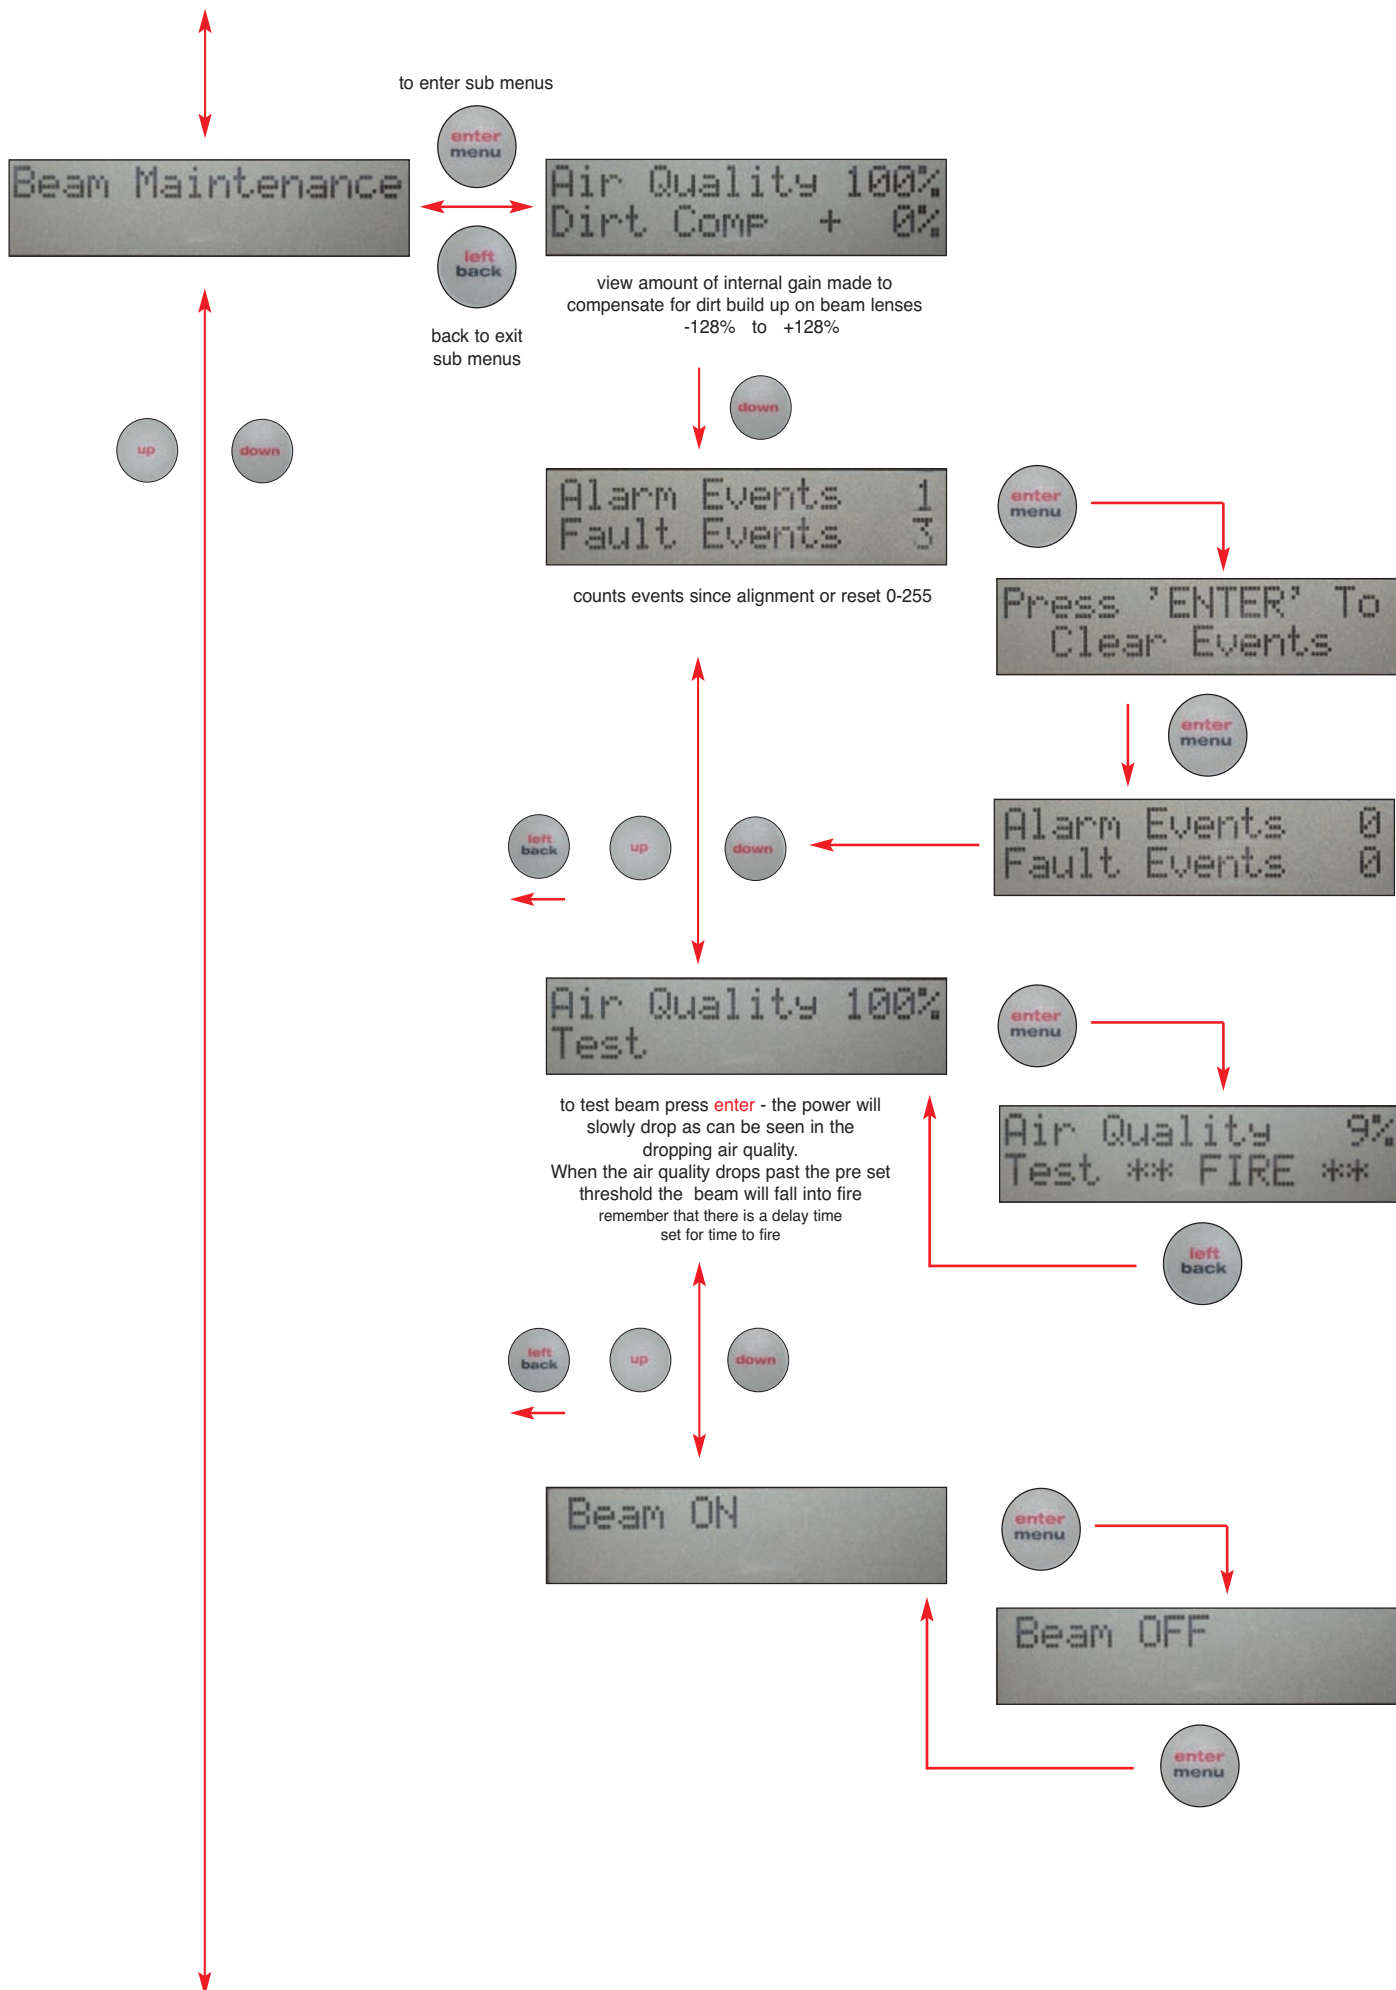 to enter sub menus
enter
menu
Beam Maintenance
Air Quality 100%
Dirt Comp + 0%
left
back
back to exit
sub menus
view amount of internal gain made to
compensate for dirt build up on beam lenses
-128% to +128%
down
up
down
Alarm Events 1
Fault Events 3
counts events since alignment or reset 0-255
enter
menu
Press 'ENTER' To
Clear Events
enter
menu
Alarm Events 0
Fault Events 0
left
back
up
down
Air Quality 100%
Test
to test beam press enter - the power will
slowly drop as can be seen in the
dropping air quality.
When the air quality drops past the pre set
threshold the beam will fall into fire
remember that there is a delay time
set for time to fire
enter
menu
Air Quality 9%
Test ** FIRE **
left
back
left
back
up
down
Beam ON
enter
menu
Beam OFF
enter
menu